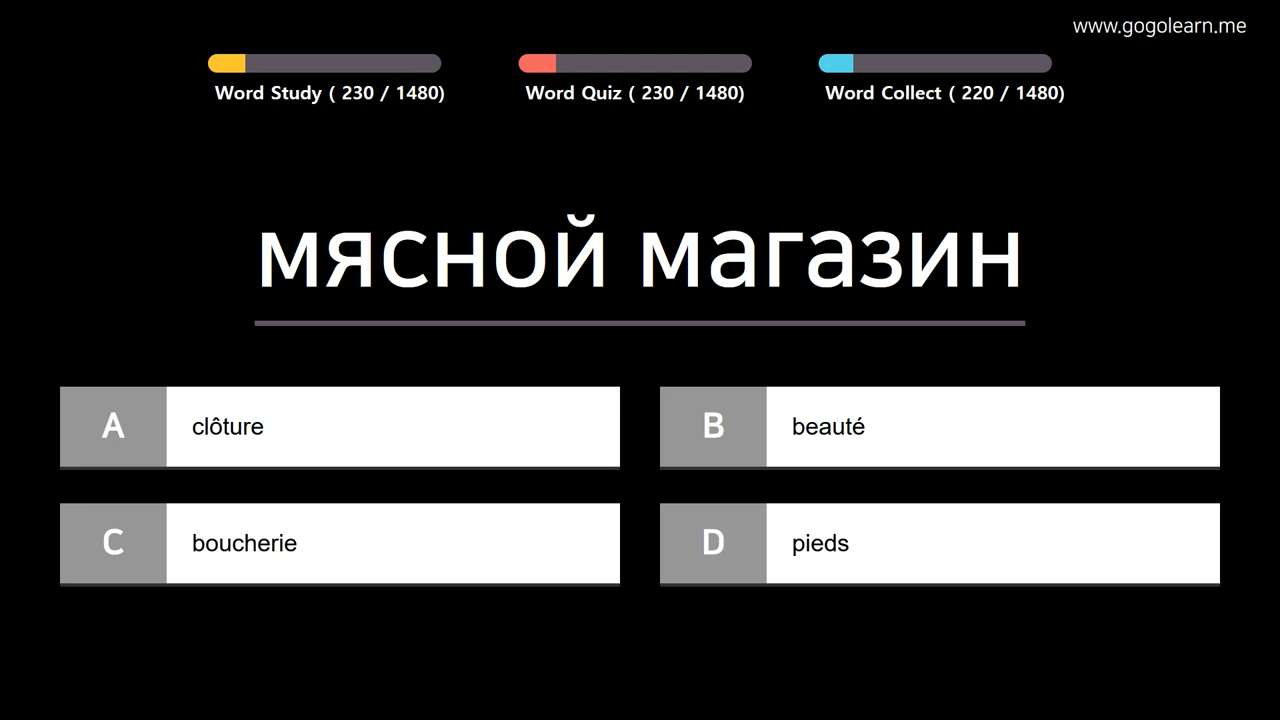 www.gogolearn.me
Word Study ( 230 / 1480)
Word Quiz ( 230 / 1480)
Word Collect ( 220 / 1480)
мясной магазин
A clôture
B beauté
C boucherie
D pieds